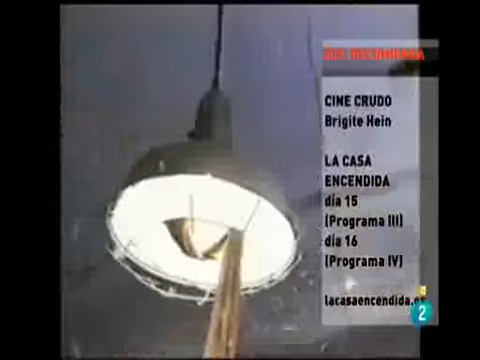 CINE CRUDO
Brigite Hein
LA CASA
ENCENDIDA
día 15
(Programa III)
día 16
(Programa IV)
lacasaencendida.es
2